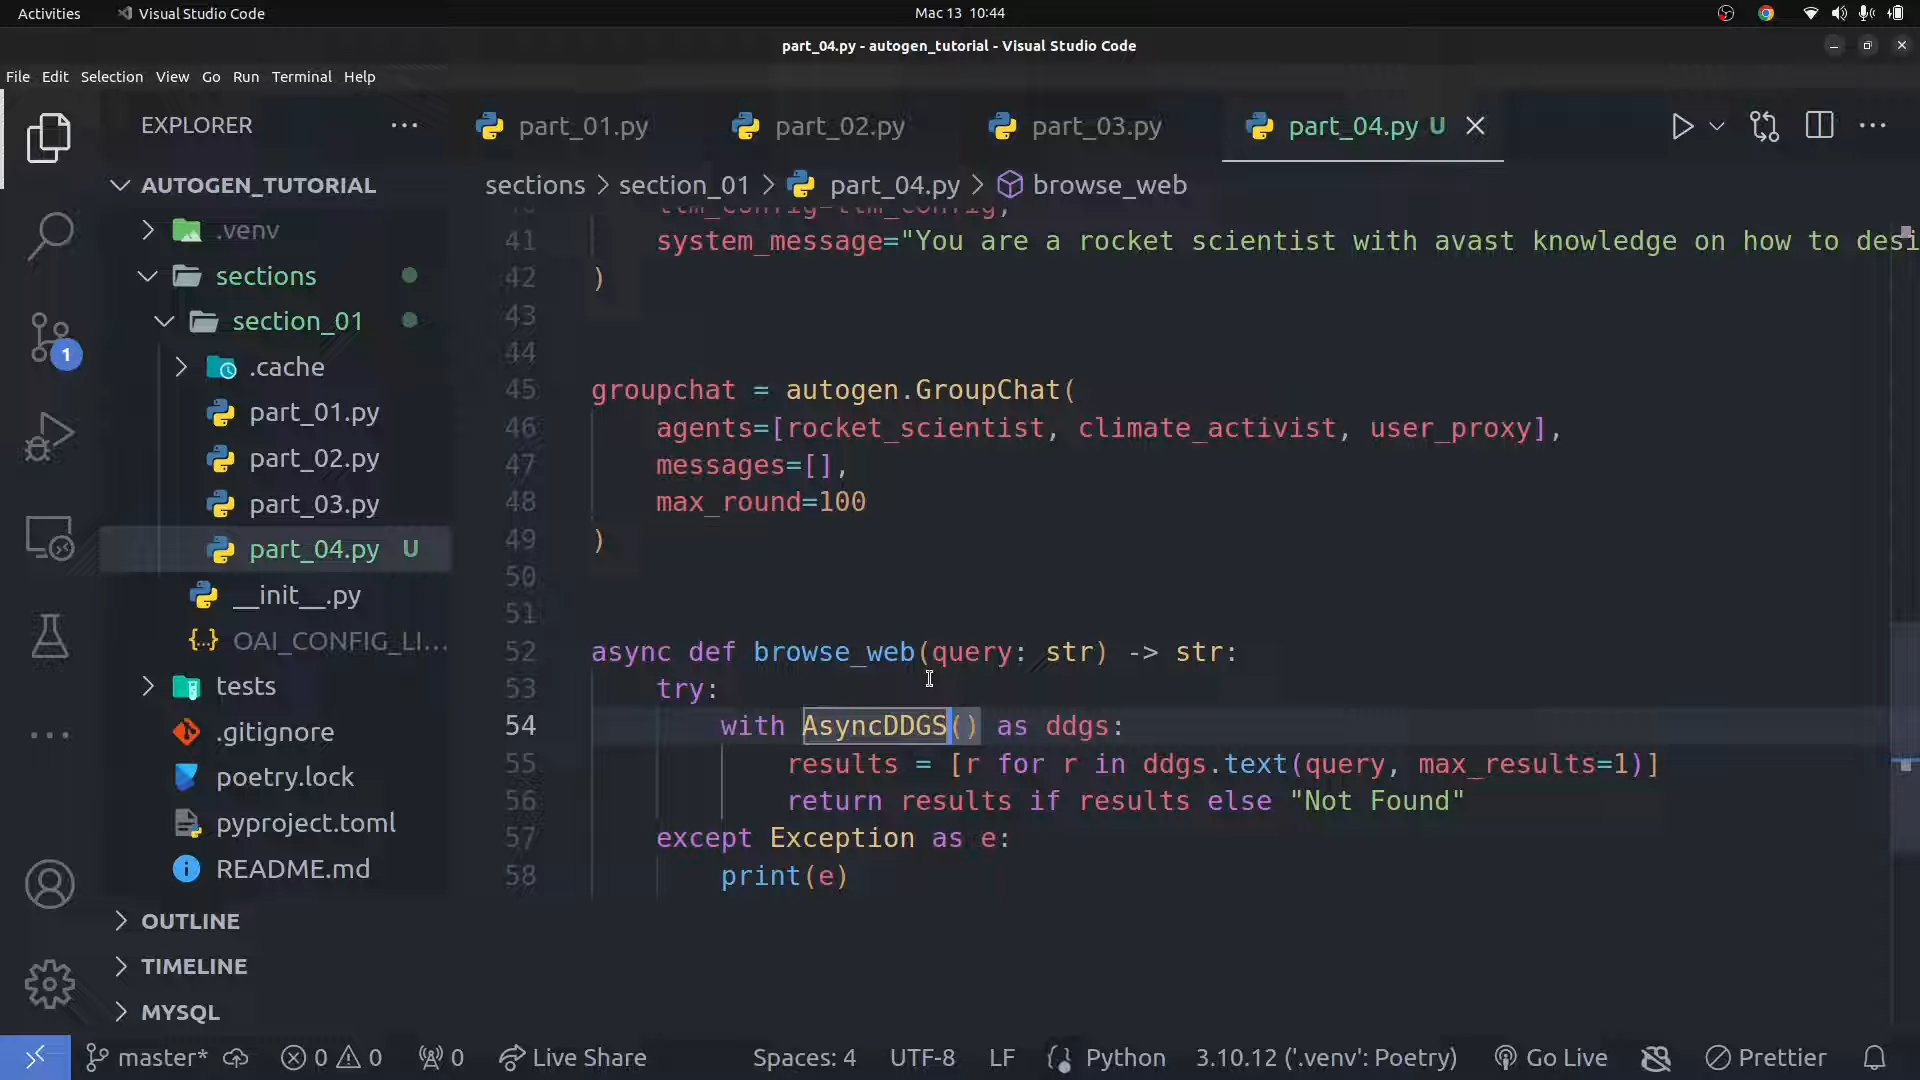 Activities
Visual Studio Code
Mac 13 10:44
part_04.py - autogen_tutorial - Visual Studio Code
File Edit Selection View Go Run Terminal Help
EXPLORER
part_01.py
part_02.py
part_03.py
part_04.py U
sections > section_01 > part_04.py > browse_web
AUTOGEN_TUTORIAL
.venv
sections
section_01
.cache
part_01.py
part_02.py
part_03.py
part_04.py U
__init__.py
OAI_CONFIG_LI...
tests
.gitignore
poetry.lock
pyproject.toml
README.md
OUTLINE
TIMELINE
MYSQL
1
40 llm_config=llm_config,
41 system_message="You are a rocket scientist with avast knowledge on how to desi
42 )
43
44
45 groupchat = autogen.GroupChat(
46 agents=[rocket_scientist, climate_activist, user_proxy],
47 messages=[],
48 max_round=100
49 )
50
51
52 async def browse_web(query: str) -> str:
53 try:
54 with AsyncDDGS() as ddgs:
55 results = [r for r in ddgs.text(query, max_results=1)]
56 return results if results else "Not Found"
57 except Exception as e:
58 print(e)
master* 0 0 0 Live Share Spaces: 4 UTF-8 LF Python 3.10.12 ('.venv': Poetry) Go Live Prettier